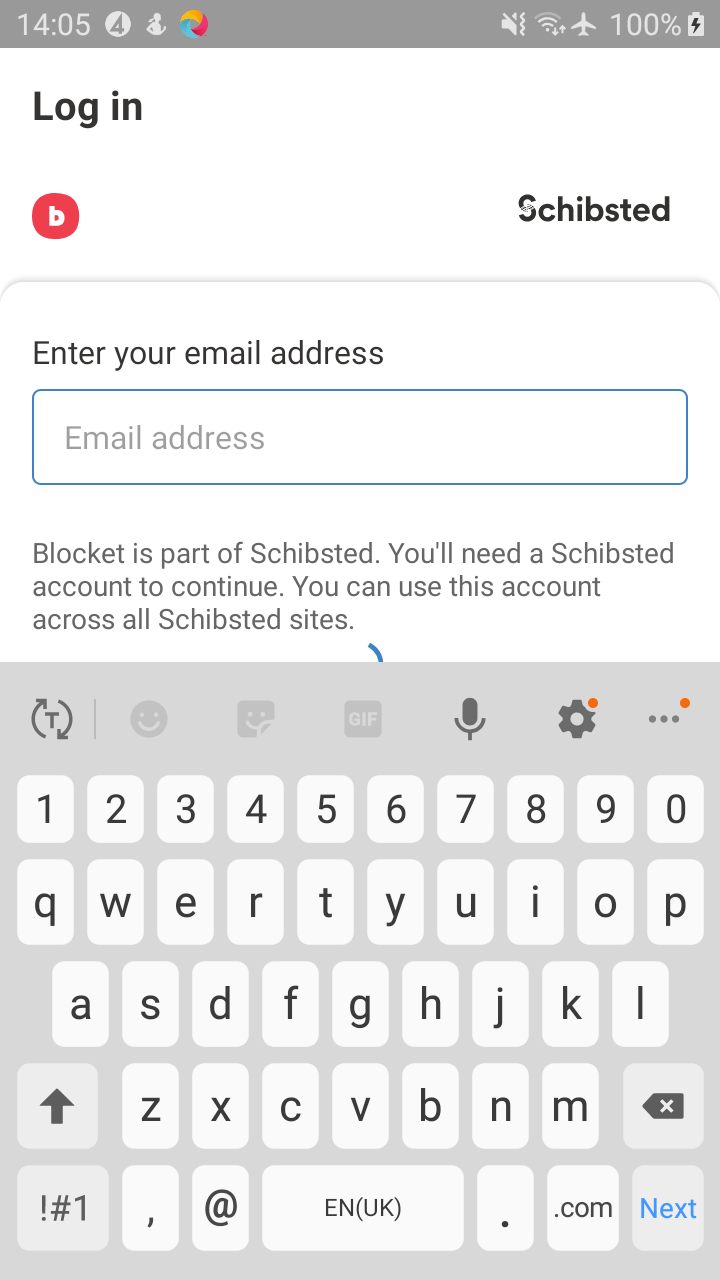 14:05
100%
Log in
b
Schibsted
Enter your email address
Email address
Blocket is part of Schibsted. You'll need a Schibsted
account to continue. You can use this account
across all Schibsted sites.
T
GIF
1 2 3 4 5 6 7 8 9 0
q w e r t y u i o p
a s d f g h j k l
z x c v b n m
!#1 , @ EN(UK) . .com Next